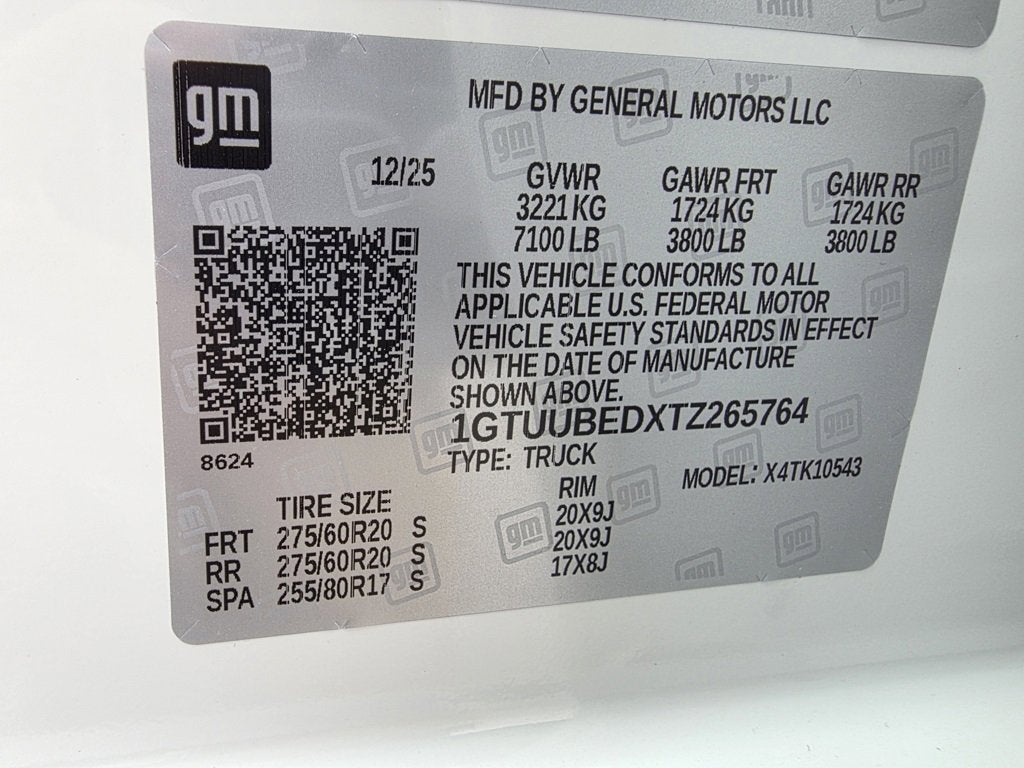 gm
MFD BY GENERAL MOTORS LLC
12/25
GVWR GAWR FRT GAWR RR
3221 KG 1724 KG 1724 KG
7100 LB 3800 LB 3800 LB
THIS VEHICLE CONFORMS TO ALL
APPLICABLE U.S. FEDERAL MOTOR
VEHICLE SAFETY STANDARDS IN EFFECT
ON THE DATE OF MANUFACTURE
SHOWN ABOVE.
1GTUUBEDXTZ265764
8624
TYPE: TRUCK MODEL: X4TK10543
TIRE SIZE RIM
FRT 275/60R20 S 20X9J
RR 275/60R20 S 20X9J
SPA 255/80R17 S 17X8J